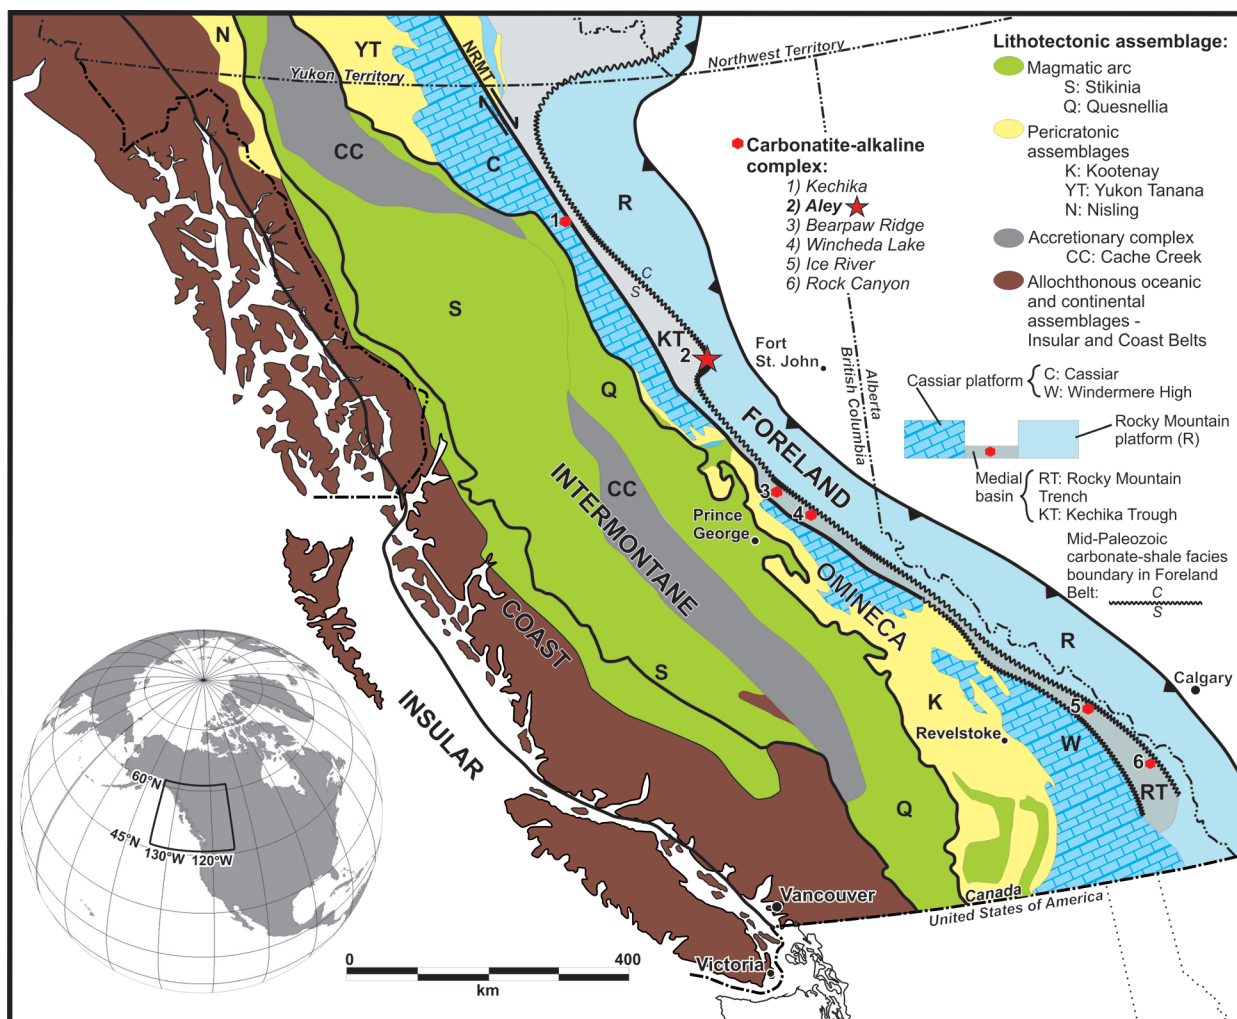 N
YT
NRMT
Yukon Territory
Northwest Territory
CC
C
R
1
C
S
S
KT
2
Q
Fort
St. John
Alberta
British Columbia
FORELAND
CC
INTERMONTANE
3
4
Prince
George
OMINECA
COAST
S
INSULAR
K
Revelstoke
R
Calgary
5
W
6
RT
Q
Vancouver
Victoria
Canada
United States of America
Lithotectonic assemblage:
Magmatic arc
S: Stikinia
Q: Quesnellia
Pericratonic
assemblages
K: Kootenay
YT: Yukon Tanana
N: Nisling
Accretionary complex
CC: Cache Creek
Allochthonous oceanic
and continental
assemblages -
Insular and Coast Belts
Carbonatite-alkaline
complex:
1) Kechika
2) Aley
3) Bearpaw Ridge
4) Wincheda Lake
5) Ice River
6) Rock Canyon
Cassiar platform
C: Cassiar
W: Windermere High
Rocky Mountain
platform (R)
Medial
basin
RT: Rocky Mountain
Trench
KT: Kechika Trough
Mid-Paleozoic
carbonate-shale facies
boundary in Foreland
Belt:
C
S
60°N
45°N
130°W
120°W
0
400
km